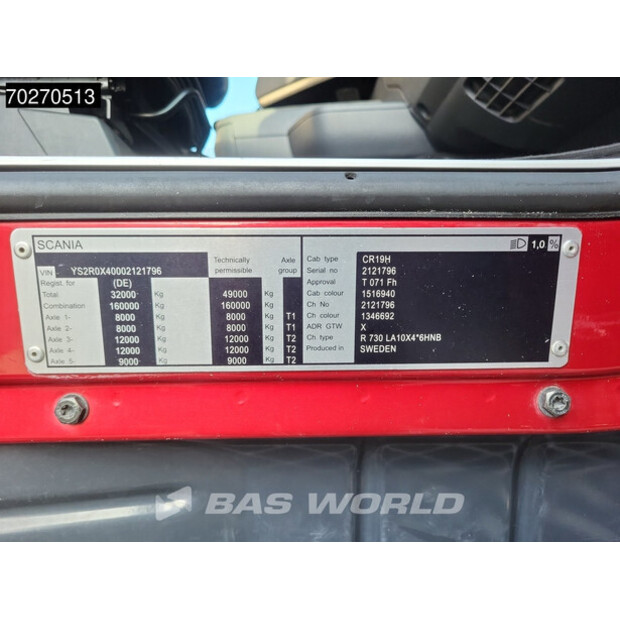 70270513
SCANIA
1,0 %
VIN YS2R0X40002121796 Technically permissible Axle group
Regist. for (DE)
Total 32000 Kg 49000 Kg
Combination 160000 Kg 160000 Kg
Axle 1- 8000 Kg 8000 Kg T1
Axle 2- 8000 Kg 8000 Kg T1
Axle 3- 12000 Kg 12000 Kg T2
Axle 4- 12000 Kg 12000 Kg T2
Axle 5- 9000 Kg 9000 Kg T2
Cab type CR19H
Serial no 2121796
Approval T 071 Fh
Cab colour 1516940
Ch No 2121796
Ch colour 1346692
ADR GTW X
Ch type R 730 LA10X4*6HNB
Produced in SWEDEN
BAS WORLD